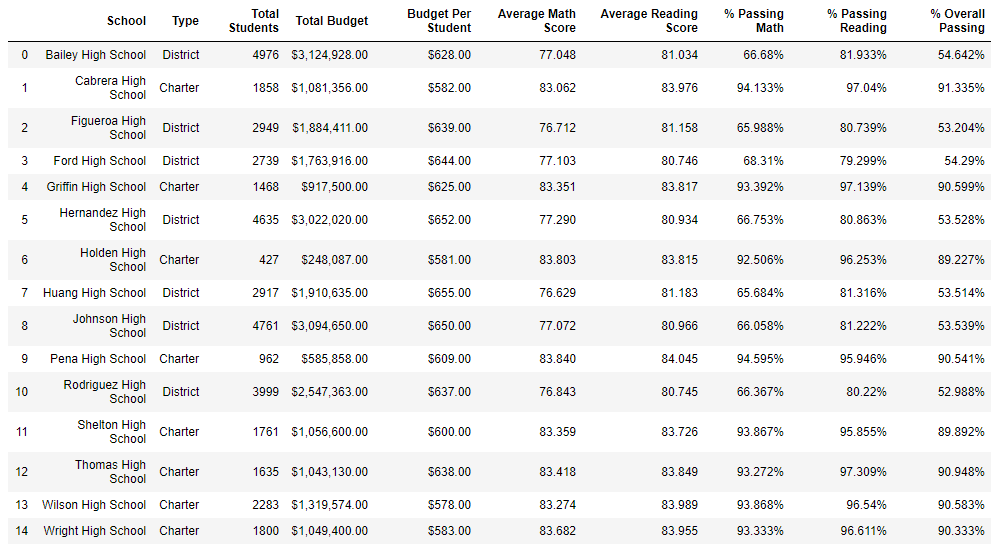 School Type Total Students Total Budget Budget Per Student Average Math Score Average Reading Score % Passing Math % Passing Reading % Overall Passing
0 Bailey High School District 4976 $3,124,928.00 $628.00 77.048 81.034 66.68% 81.933% 54.642%
1 Cabrera High School Charter 1858 $1,081,356.00 $582.00 83.062 83.976 94.133% 97.04% 91.335%
2 Figueroa High School District 2949 $1,884,411.00 $639.00 76.712 81.158 65.988% 80.739% 53.204%
3 Ford High School District 2739 $1,763,916.00 $644.00 77.103 80.746 68.31% 79.299% 54.29%
4 Griffin High School Charter 1468 $917,500.00 $625.00 83.351 83.817 93.392% 97.139% 90.599%
5 Hernandez High School District 4635 $3,022,020.00 $652.00 77.290 80.934 66.753% 80.863% 53.528%
6 Holden High School Charter 427 $248,087.00 $581.00 83.803 83.815 92.506% 96.253% 89.227%
7 Huang High School District 2917 $1,910,635.00 $655.00 76.629 81.183 65.684% 81.316% 53.514%
8 Johnson High School District 4761 $3,094,650.00 $650.00 77.072 80.966 66.058% 81.222% 53.539%
9 Pena High School Charter 962 $585,858.00 $609.00 83.840 84.045 94.595% 95.946% 90.541%
10 Rodriguez High School District 3999 $2,547,363.00 $637.00 76.843 80.745 66.367% 80.22% 52.988%
11 Shelton High School Charter 1761 $1,056,600.00 $600.00 83.359 83.726 93.867% 95.855% 89.892%
12 Thomas High School Charter 1635 $1,043,130.00 $638.00 83.418 83.849 93.272% 97.309% 90.948%
13 Wilson High School Charter 2283 $1,319,574.00 $578.00 83.274 83.989 93.868% 96.54% 90.583%
14 Wright High School Charter 1800 $1,049,400.00 $583.00 83.682 83.955 93.333% 96.611% 90.333%